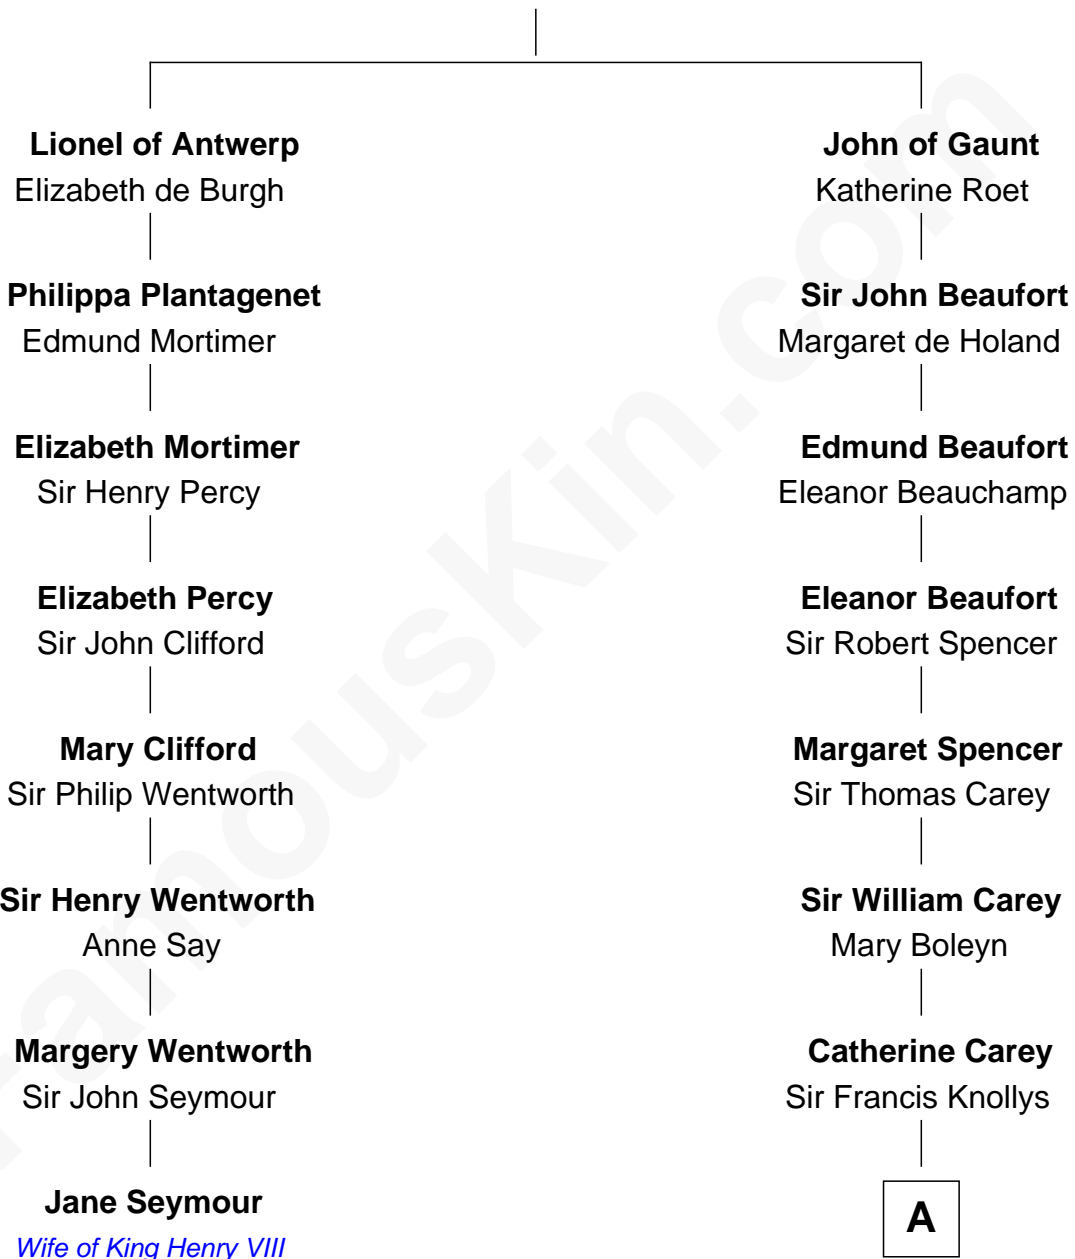 Lionel of Antwerp
Elizabeth de Burgh
Philippa Plantagenet
Edmund Mortimer
Elizabeth Mortimer
Sir Henry Percy
Elizabeth Percy
Sir John Clifford
Mary Clifford
Sir Philip Wentworth
Sir Henry Wentworth
Anne Say
Margery Wentworth
Sir John Seymour
Jane Seymour
Wife of King Henry VIII
John of Gaunt
Katherine Roet
Sir John Beaufort
Margaret de Holand
Edmund Beaufort
Eleanor Beauchamp
Eleanor Beaufort
Sir Robert Spencer
Margaret Spencer
Sir Thomas Carey
Sir William Carey
Mary Boleyn
Catherine Carey
Sir Francis Knollys
A
FamousKin.com